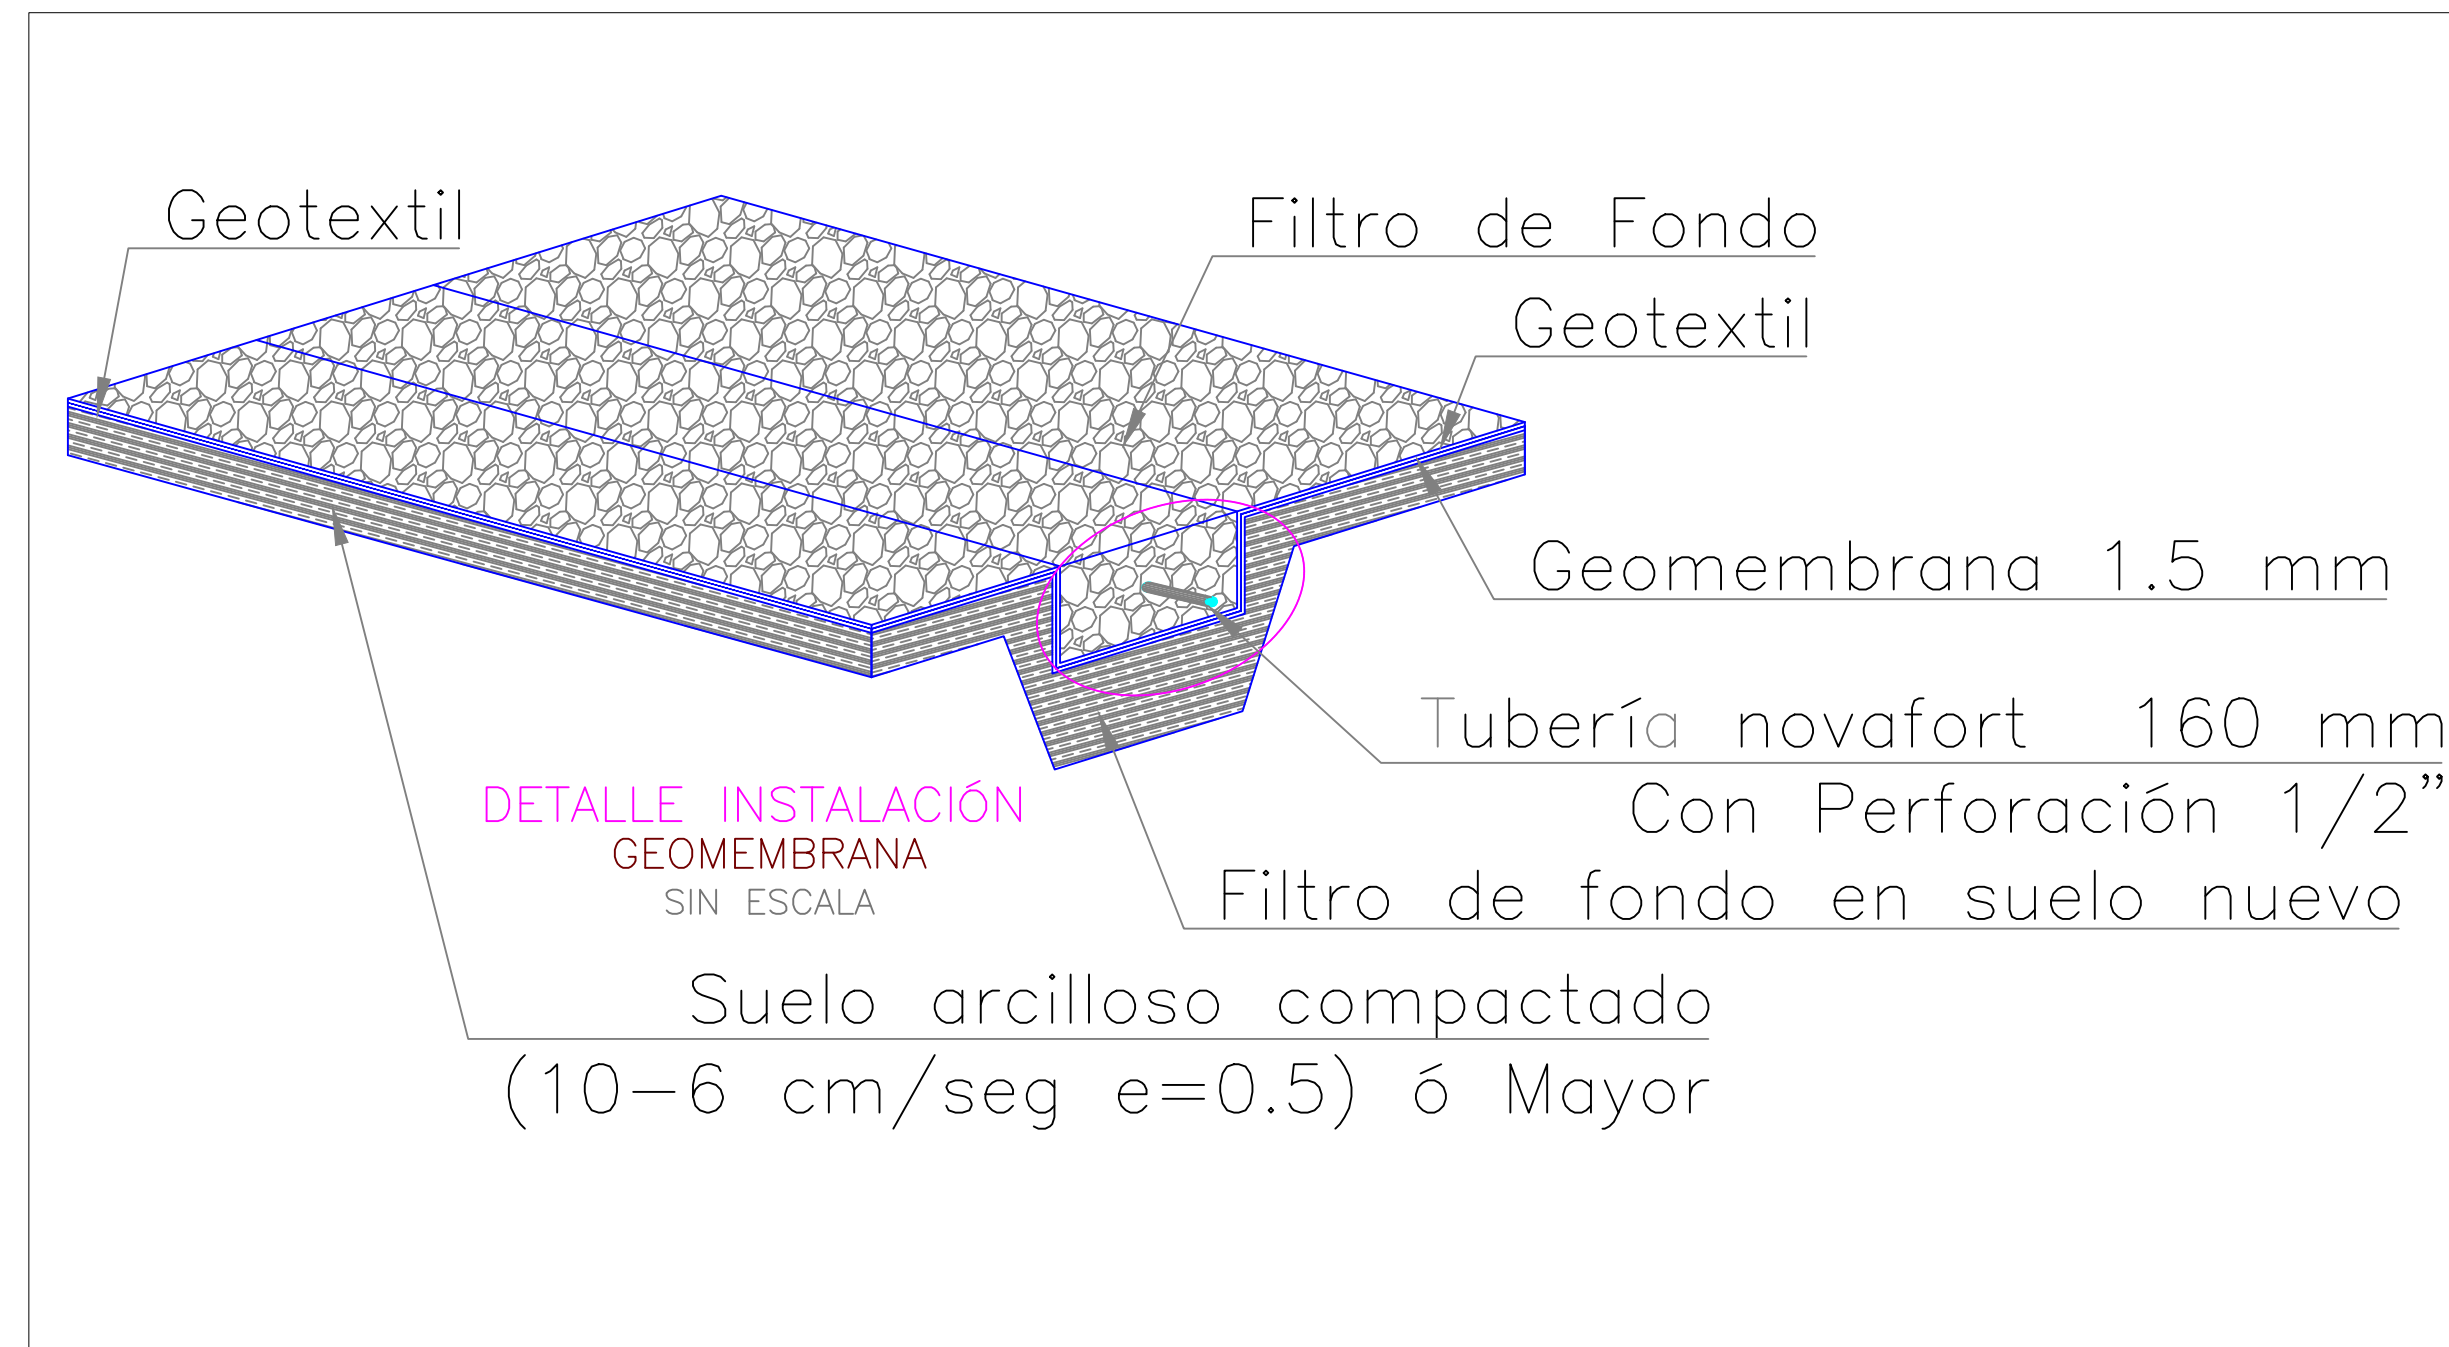 Geotextil
Filtro de Fondo
Geotextil
Geomembrana 1.5 mm
Tubería novafort 160 mm
Con Perforación 1/2”
DETALLE INSTALACIÓN
GEOMEMBRANA
SIN ESCALA
Filtro de fondo en suelo nuevo
Suelo arcilloso compactado
(10-6 cm/seg e=0.5) ó Mayor